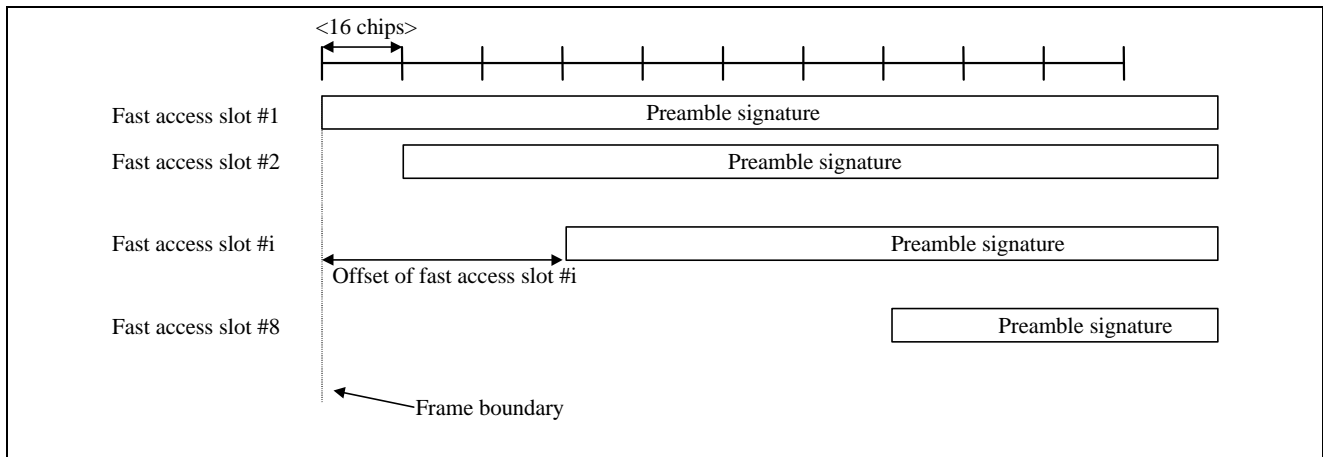 <16 chips>
Fast access slot #1
Preamble signature
Fast access slot #2
Preamble signature
Fast access slot #i
Preamble signature
Offset of fast access slot #i
Fast access slot #8
Preamble signature
Frame boundary